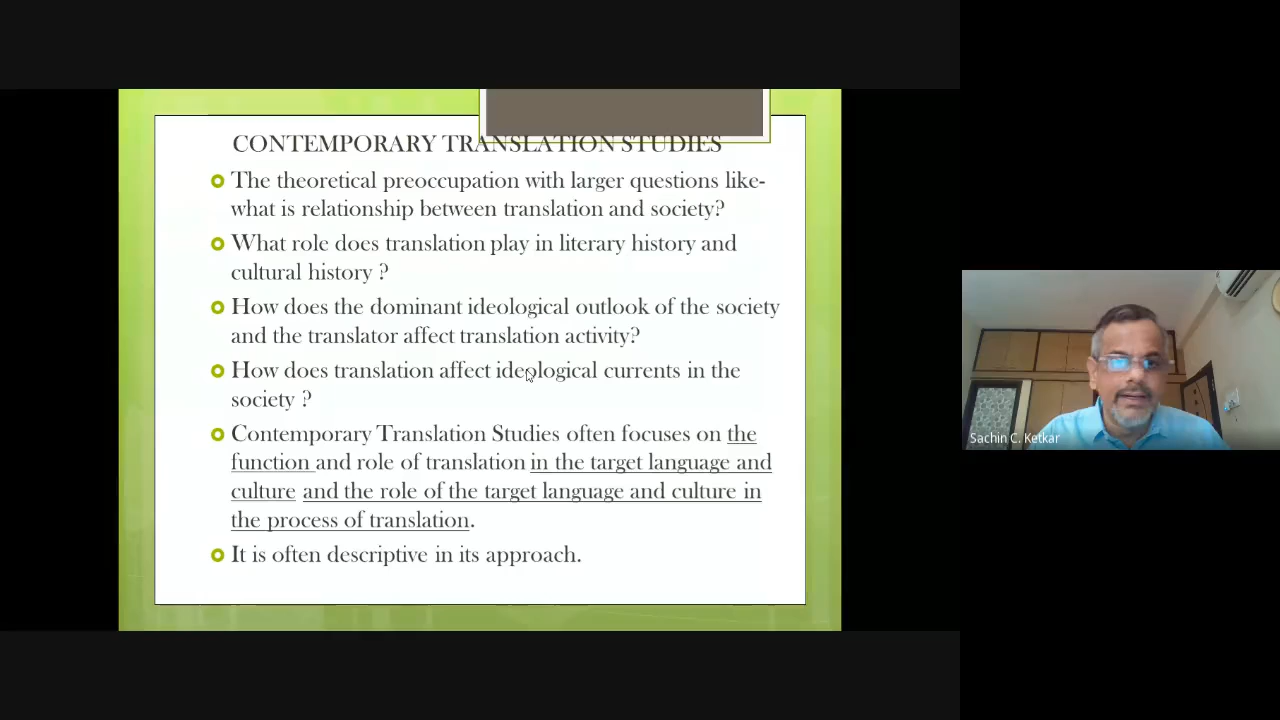 CONTEMPORARY TRANSLATION STUDIES
The theoretical preoccupation with larger questions like-
what is relationship between translation and society?
What role does translation play in literary history and
cultural history ?
How does the dominant ideological outlook of the society
and the translator affect translation activity?
How does translation affect ideological currents in the
society ?
Contemporary Translation Studies often focuses on the
function and role of translation in the target language and
culture and the role of the target language and culture in
the process of translation.
It is often descriptive in its approach.
Sachin C. Ketkar